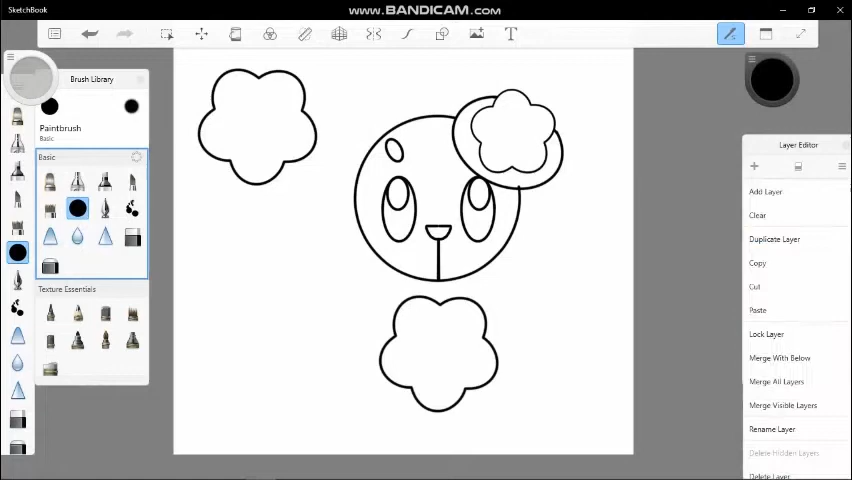 SketchBook
www.BANDICAM.com
Brush Library
Paintbrush
Basic
Basic
Texture Essentials
Layer Editor
Add Layer
Clear
Duplicate Layer
Copy
Cut
Paste
Lock Layer
Merge With Below
Merge All Layers
Merge Visible Layers
Rename Layer
Delete Hidden Layers
Delete Layer